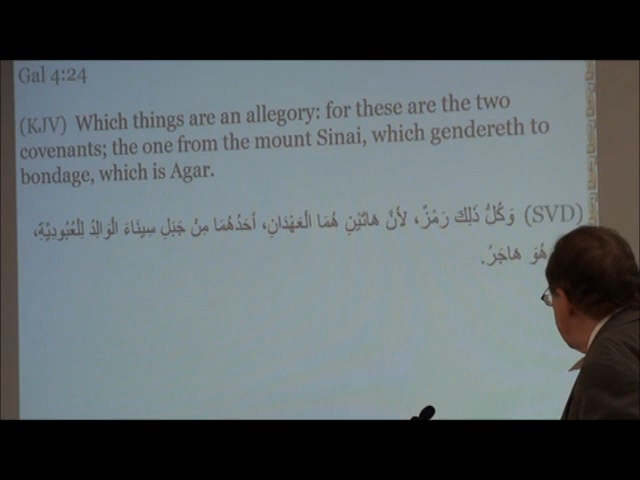 Gal 4:24
(KJV) Which things are an allegory: for these are the two
covenants; the one from the mount Sinai, which gendereth to
bondage, which is Agar.
(SVD) وَكُلُّ ذَلِكَ رَمْزٌ، لأَنَّ هَاتَيْنِ هُمَا الْعَهْدَانِ، أَحَدُهُمَا مِنْ جَبَلِ سِينَاءَ الْوَالِدُ لِلْعُبُودِيَّةِ،
هُوَ هَاجَرُ.